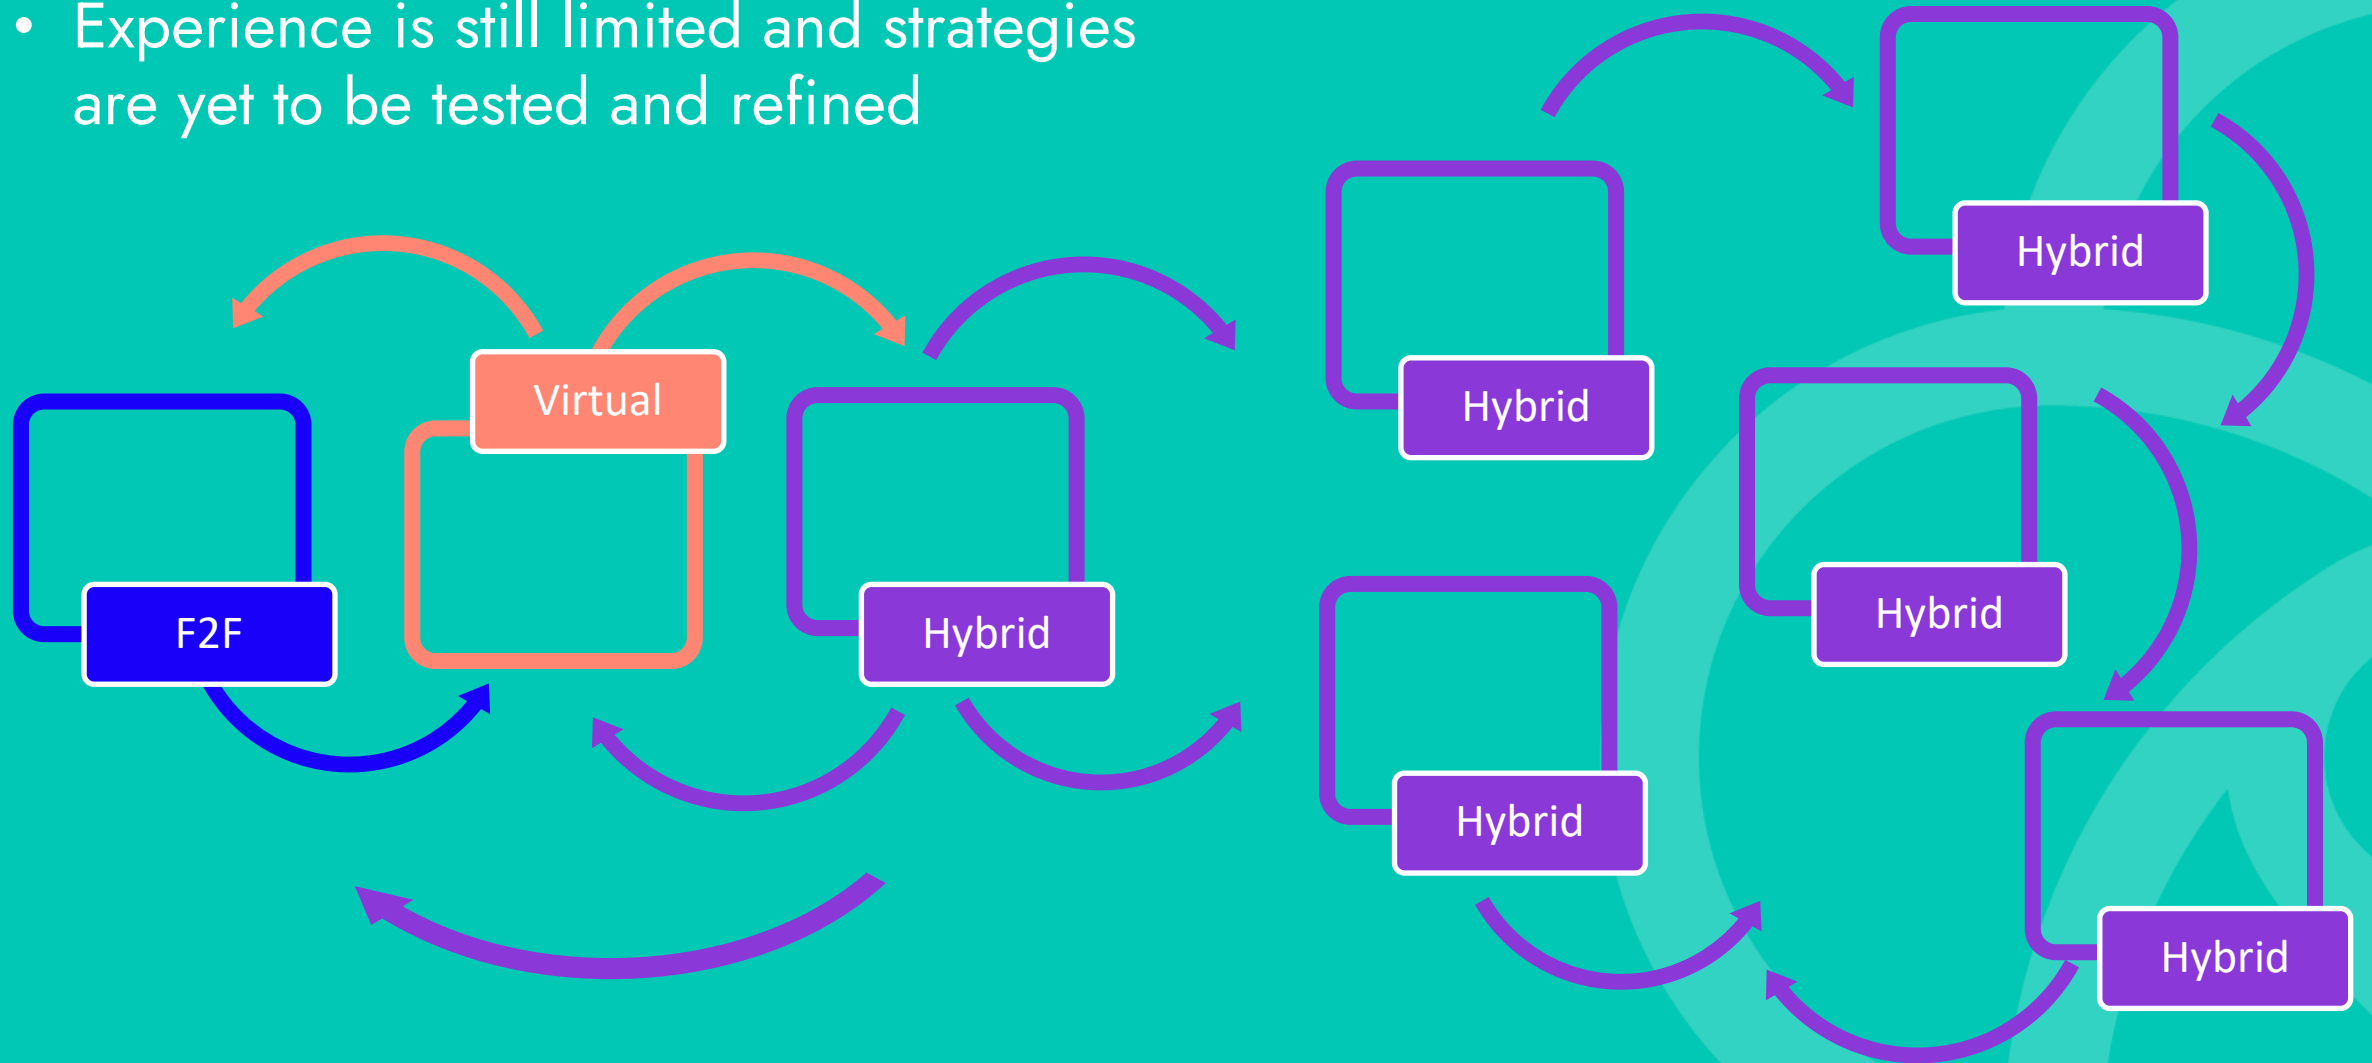 • Experience is still limited and strategies
are yet to be tested and refined
Hybrid
Virtual
Hybrid
F2F
Hybrid
Hybrid
Hybrid
Hybrid